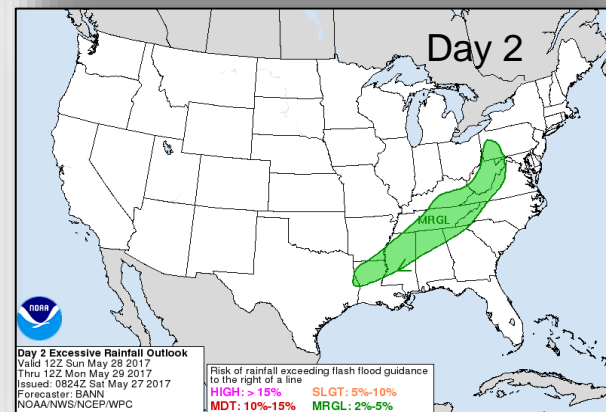 Day 2
MRGL
NOAA
Day 2 Excessive Rainfall Outlook
Valid 12Z Sun May 28 2017
Thru 12Z Mon May 29 2017
Issued: 0824Z Sat May 27 2017
Forecaster: BANN
NOAA/NWS/NCEP/WPC
Risk of rainfall exceeding flash flood guidance
to the right of a line
HIGH: > 15% SLGT: 5%-10%
MDT: 10%-15% MRGL: 2%-5%